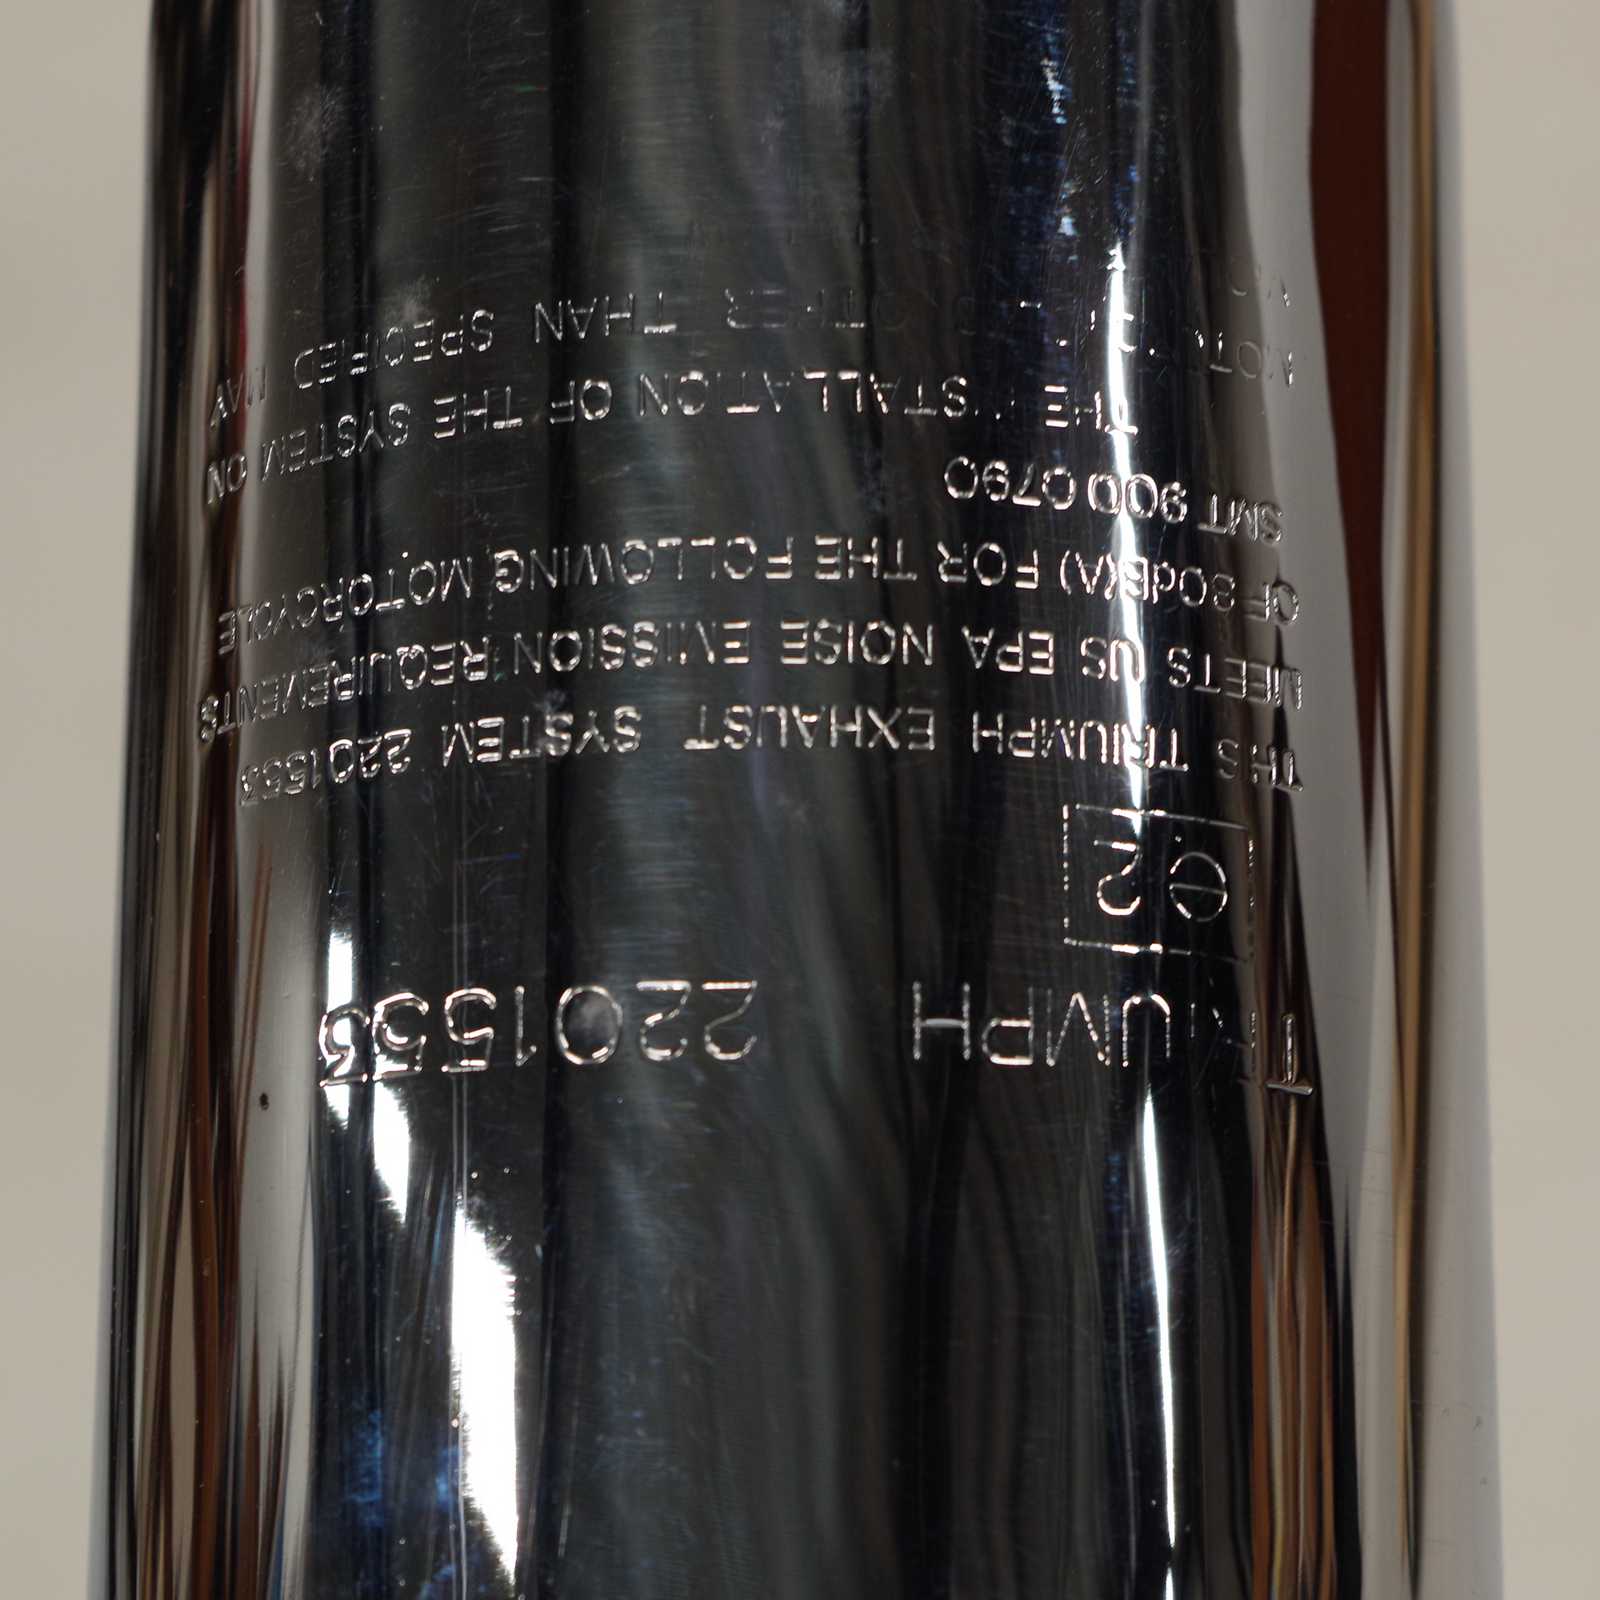 TRIUMPH 2201553
e2
THIS TRIUMPH EXHAUST SYSTEM 2201553
MEETS US EPA NOISE EMISSION REQUIREMENTS
OF 80dB(A) FOR THE FOLLOWING MOTORCYCLE
SMT 900 0790
THE INSTALLATION OF THE SYSTEM ON
OTHER THAN SPECIFIED MAY